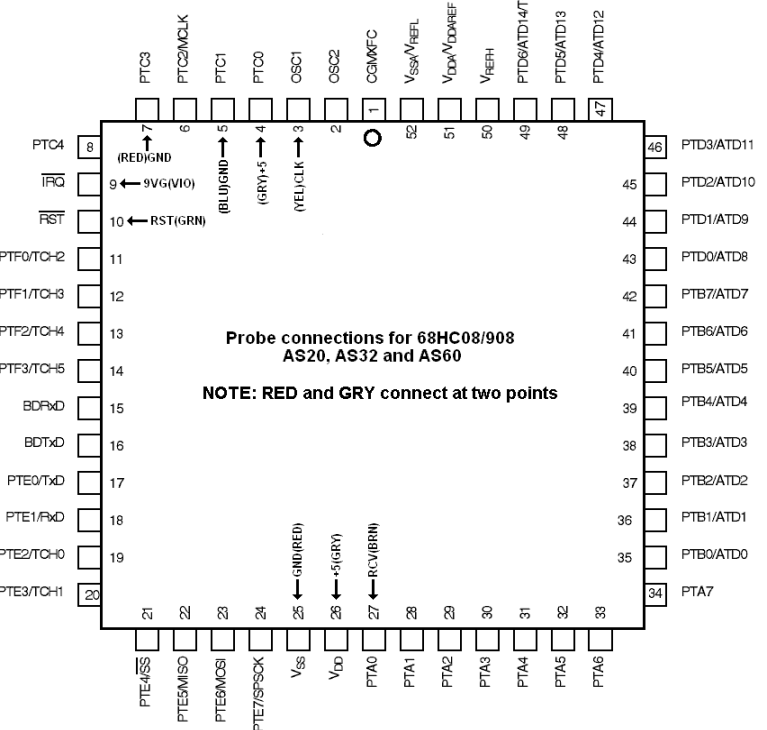 PTC3
PTC2/MCLK
PTC1
PTC0
OSC1
OSC2
CGMXFC
VSSA/VREFL
VDDA/VDDAREF
VREFH
PTD6/ATD14/T
PTD5/ATD13
PTD4/ATD12
7
6
5
4
3
2
1
52
51
50
49
48
47
(RED)GND
(BLU)GND
(GRY)+5
(YEL)CLK
PTC4 8
IRQ 9 9VG(VIO)
RST 10 RST(GRN)
PTF0/TCH2 11
PTF1/TCH3 12
PTF2/TCH4 13
PTF3/TCH5 14
BDRxD 15
BDTxD 16
PTE0/TxD 17
PTE1/RxD 18
PTE2/TCH0 19
PTE3/TCH1 20
46 PTD3/ATD11
45 PTD2/ATD10
44 PTD1/ATD9
43 PTD0/ATD8
42 PTB7/ATD7
41 PTB6/ATD6
40 PTB5/ATD5
39 PTB4/ATD4
38 PTB3/ATD3
37 PTB2/ATD2
36 PTB1/ATD1
35 PTB0/ATD0
34 PTA7
Probe connections for 68HC08/908
AS20, AS32 and AS60
NOTE: RED and GRY connect at two points
GND(RED)
+5(GRY)
RCV(BRN)
21
22
23
24
25
26
27
28
29
30
31
32
33
PTE4/SS
PTE5/MISO
PTE6/MOSI
PTE7/SPSCK
VSS
VDD
PTA0
PTA1
PTA2
PTA3
PTA4
PTA5
PTA6